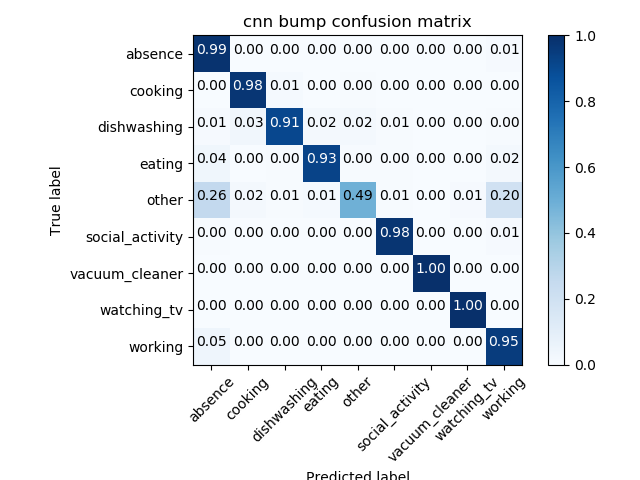 cnn bump confusion matrix
absence 0.99 0.00 0.00 0.00 0.00 0.00 0.00 0.00 0.01
cooking 0.00 0.98 0.01 0.00 0.00 0.00 0.00 0.00 0.00
dishwashing 0.01 0.03 0.91 0.02 0.02 0.01 0.00 0.00 0.00
eating 0.04 0.00 0.00 0.93 0.00 0.00 0.00 0.00 0.02
other 0.26 0.02 0.01 0.01 0.49 0.01 0.00 0.01 0.20
social_activity 0.00 0.00 0.00 0.00 0.00 0.98 0.00 0.00 0.01
vacuum_cleaner 0.00 0.00 0.00 0.00 0.00 0.00 1.00 0.00 0.00
watching_tv 0.00 0.00 0.00 0.00 0.00 0.00 0.00 1.00 0.00
working 0.05 0.00 0.00 0.00 0.00 0.00 0.00 0.00 0.95
True label
absence cooking dishwashing eating other social_activity vacuum_cleaner watching_tv working
Predicted label
1.0
0.8
0.6
0.4
0.2
0.0